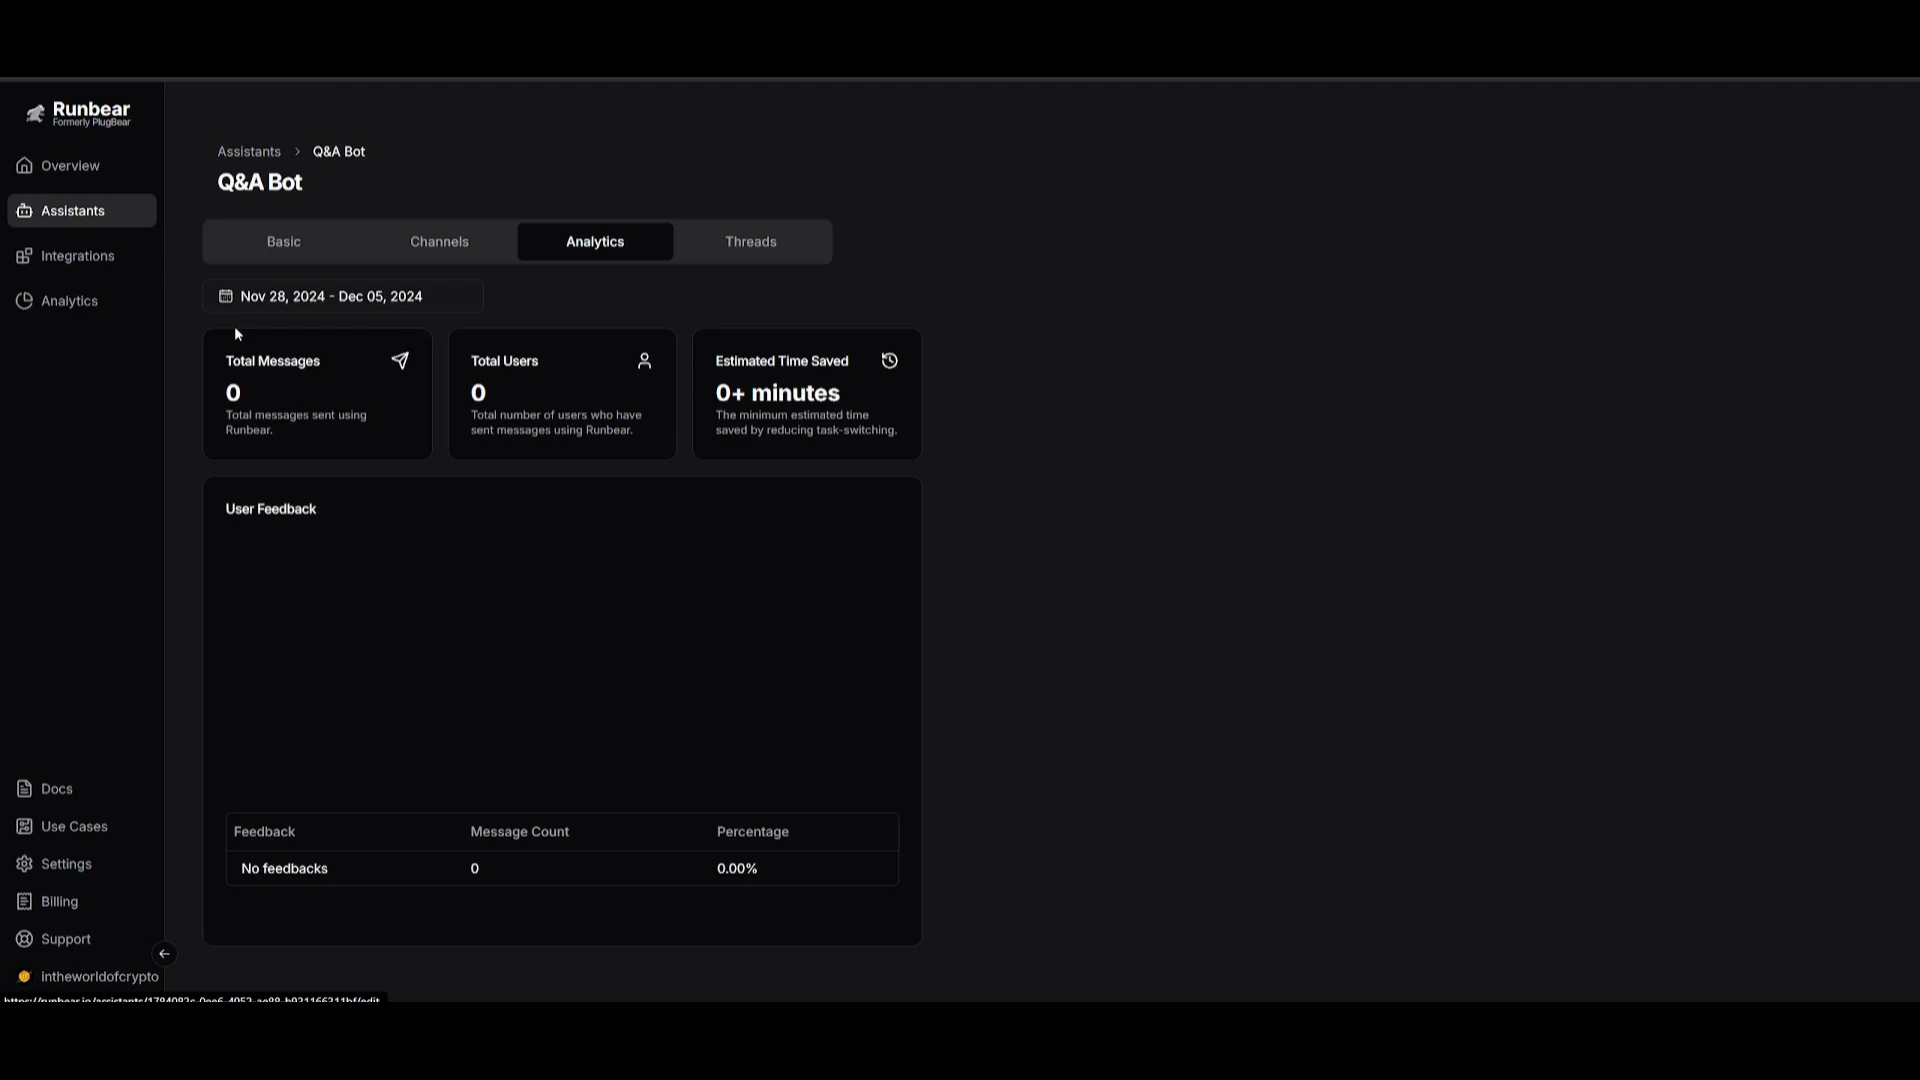 Runbear
Formerly PlugBear
Overview
Assistants
Integrations
Analytics
Docs
Use Cases
Settings
Billing
Support
intheworldofcrypto
Assistants > Q&A Bot
Q&A Bot
Basic Channels Analytics Threads
Nov 28, 2024 - Dec 05, 2024
Total Messages
0
Total messages sent using
Runbear.
Total Users
0
Total number of users who have
sent messages using Runbear.
Estimated Time Saved
0+ minutes
The minimum estimated time
saved by reducing task-switching.
User Feedback
Feedback Message Count Percentage
No feedbacks 0 0.00%